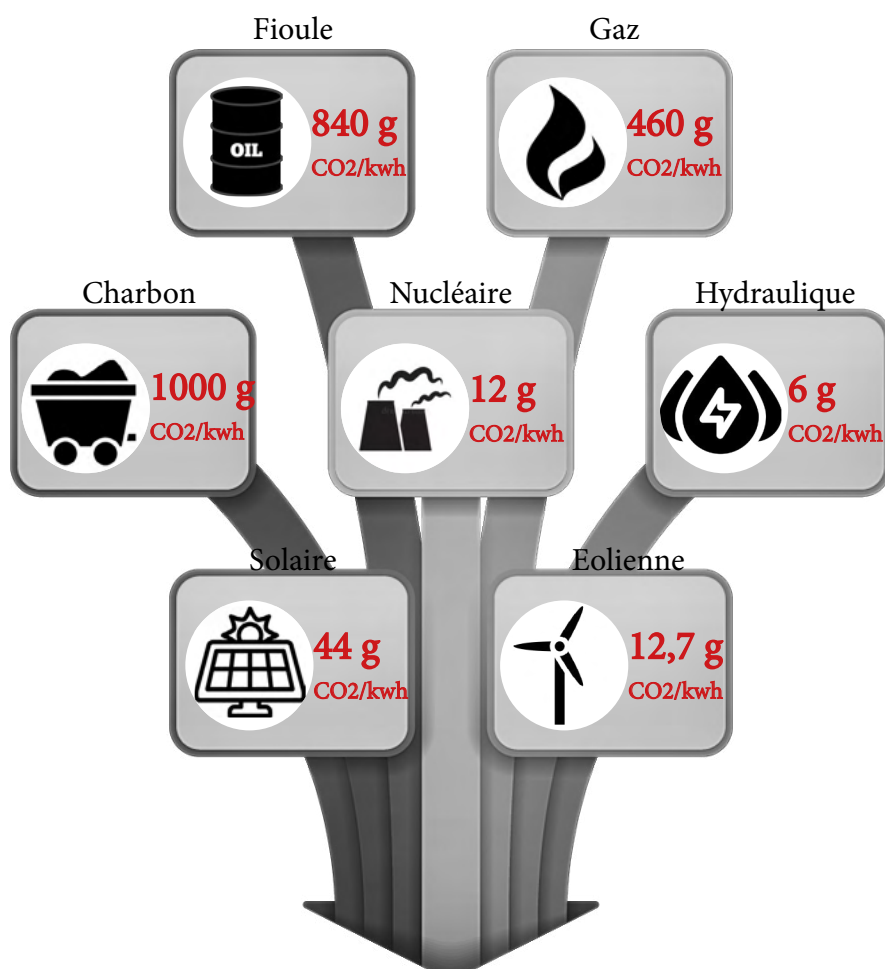 Fioule
OIL
840 g
CO2/kwh
Gaz
460 g
CO2/kwh
Charbon
1000 g
CO2/kwh
Nucléaire
12 g
CO2/kwh
Hydraulique
6 g
CO2/kwh
Solaire
44 g
CO2/kwh
Eolienne
12,7 g
CO2/kwh